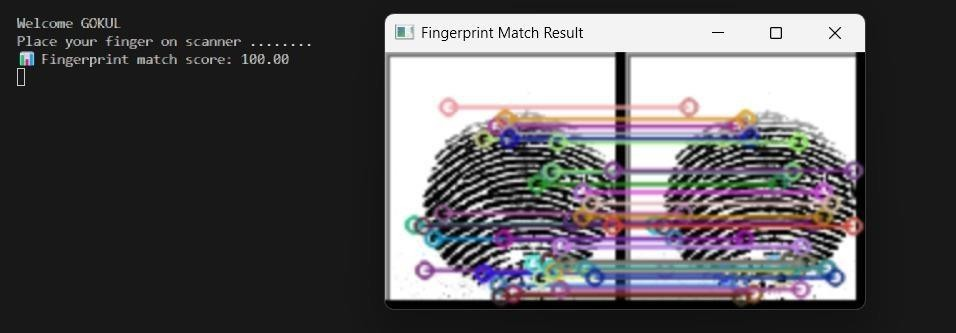 Welcome GOKUL
Place your finger on scanner ........
📊 Fingerprint match score: 100.00
Fingerprint Match Result